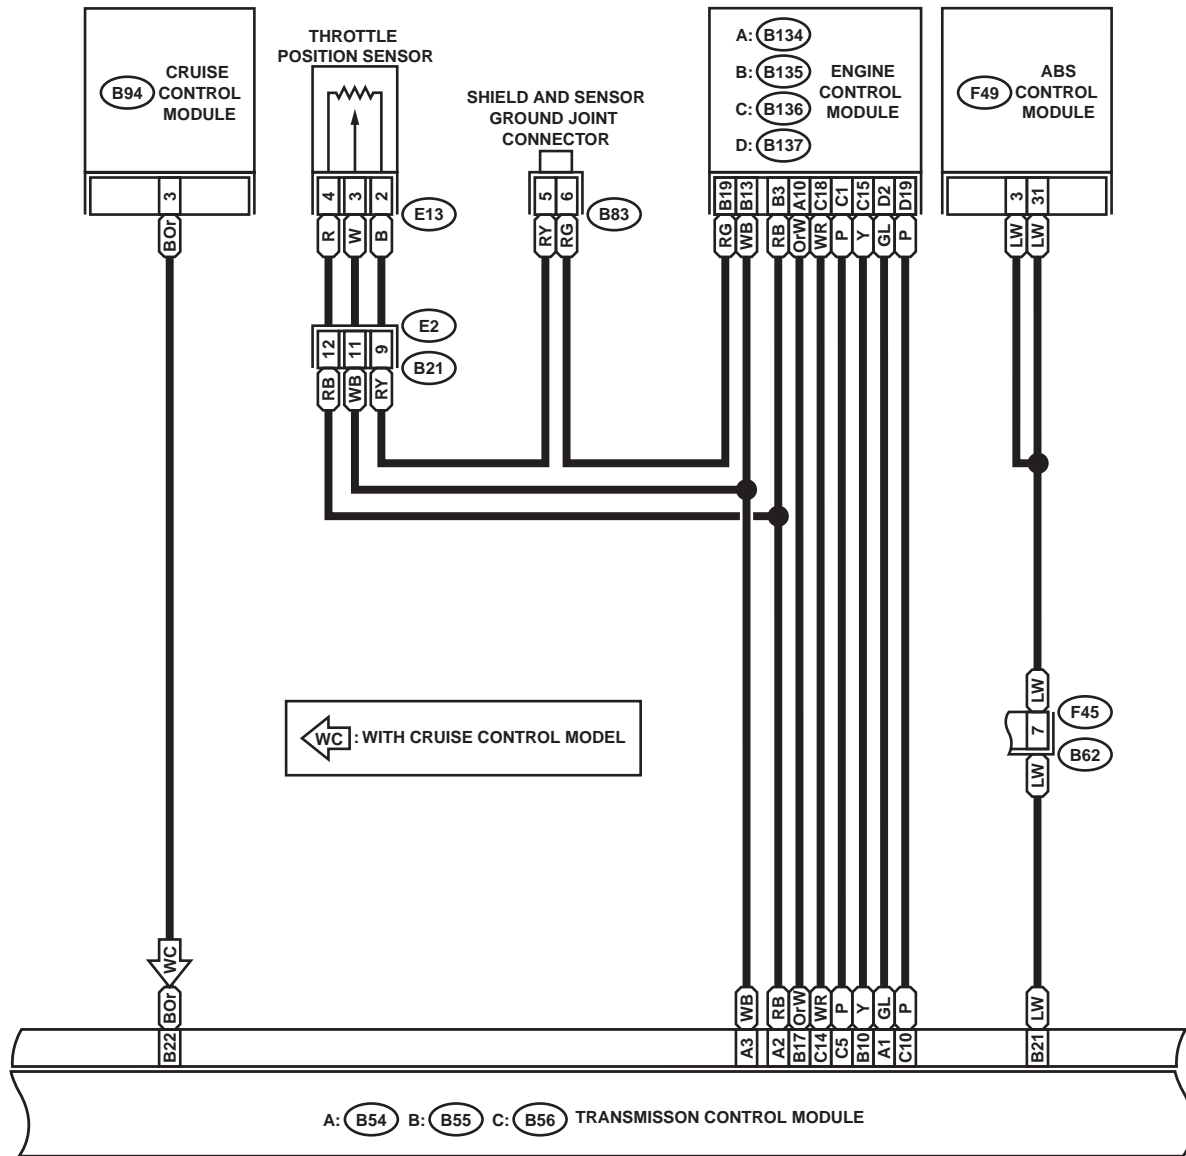 THROTTLE
POSITION SENSOR
B94
CRUISE
CONTROL
MODULE
SHIELD AND SENSOR
GROUND JOINT
CONNECTOR
A: B134
B: B135
C: B136
D: B137
ENGINE
CONTROL
MODULE
F49
ABS
CONTROL
MODULE
3
4 3 2
E13
5 6
B83
B19 B13 B3 A10 C18 C1 C15 D2 D19
3 31
BOr
R W B
RY RG
RG WB RB OrW WR P Y GL P
LW LW
E2
12 11 9
B21
RB WB RY
LW
F45
7
B62
LW
WC : WITH CRUISE CONTROL MODEL
WC
BOr
WB RB OrW WR P Y GL P
LW
B22
A3 A2 B17 C14 C5 B10 A1 C10
B21
A: B54 B: B55 C: B56 TRANSMISSON CONTROL MODULE